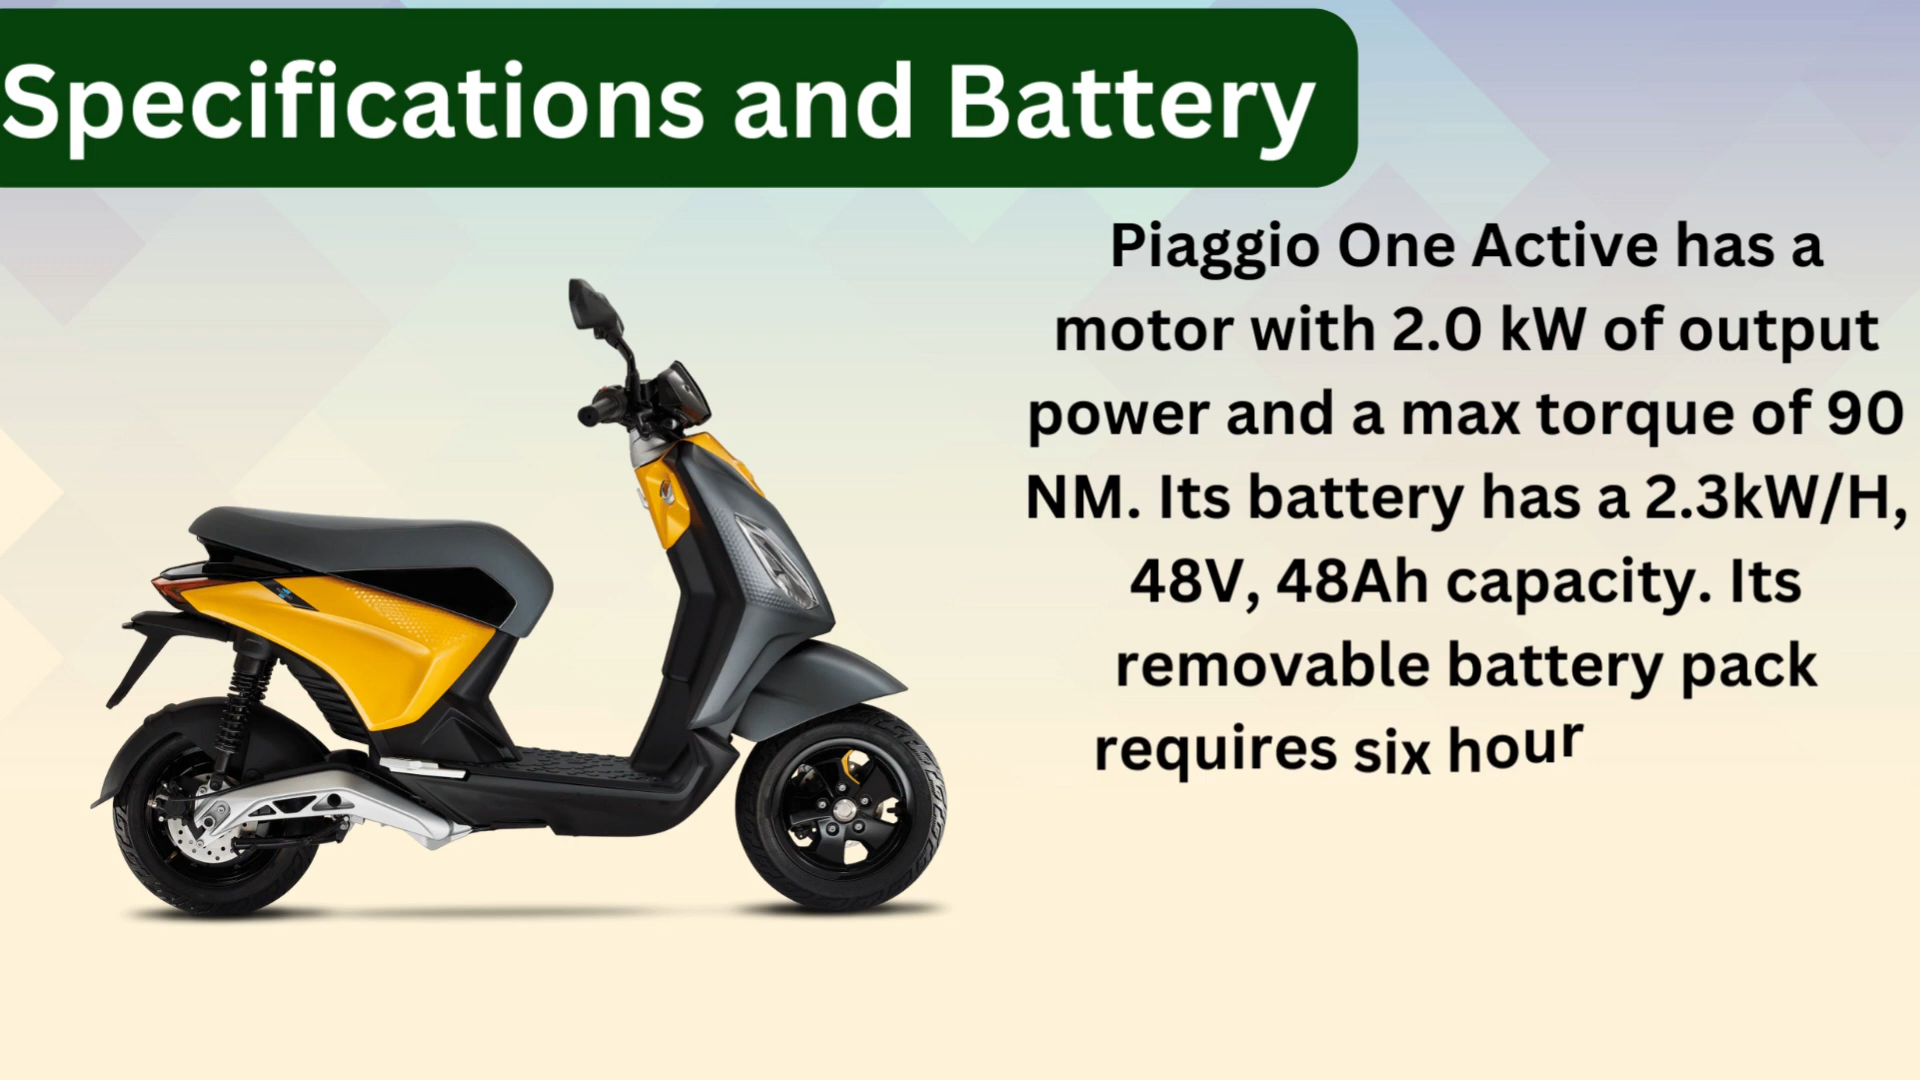 Specifications and Battery
Piaggio One Active has a
motor with 2.0 kW of output
power and a max torque of 90
NM. Its battery has a 2.3kW/H,
48V, 48Ah capacity. Its
removable battery pack
requires six hour